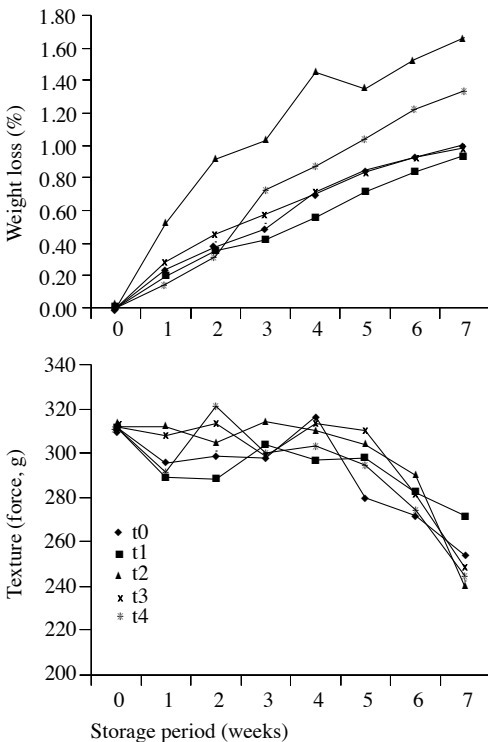 Weight loss (%)
1.80
1.60
1.40
1.20
1.00
0.80
0.60
0.40
0.20
0.00
0 1 2 3 4 5 6 7
Texture (force, g)
340
320
300
280
260
240
220
200
t0
t1
t2
t3
t4
0 1 2 3 4 5 6 7
Storage period (weeks)